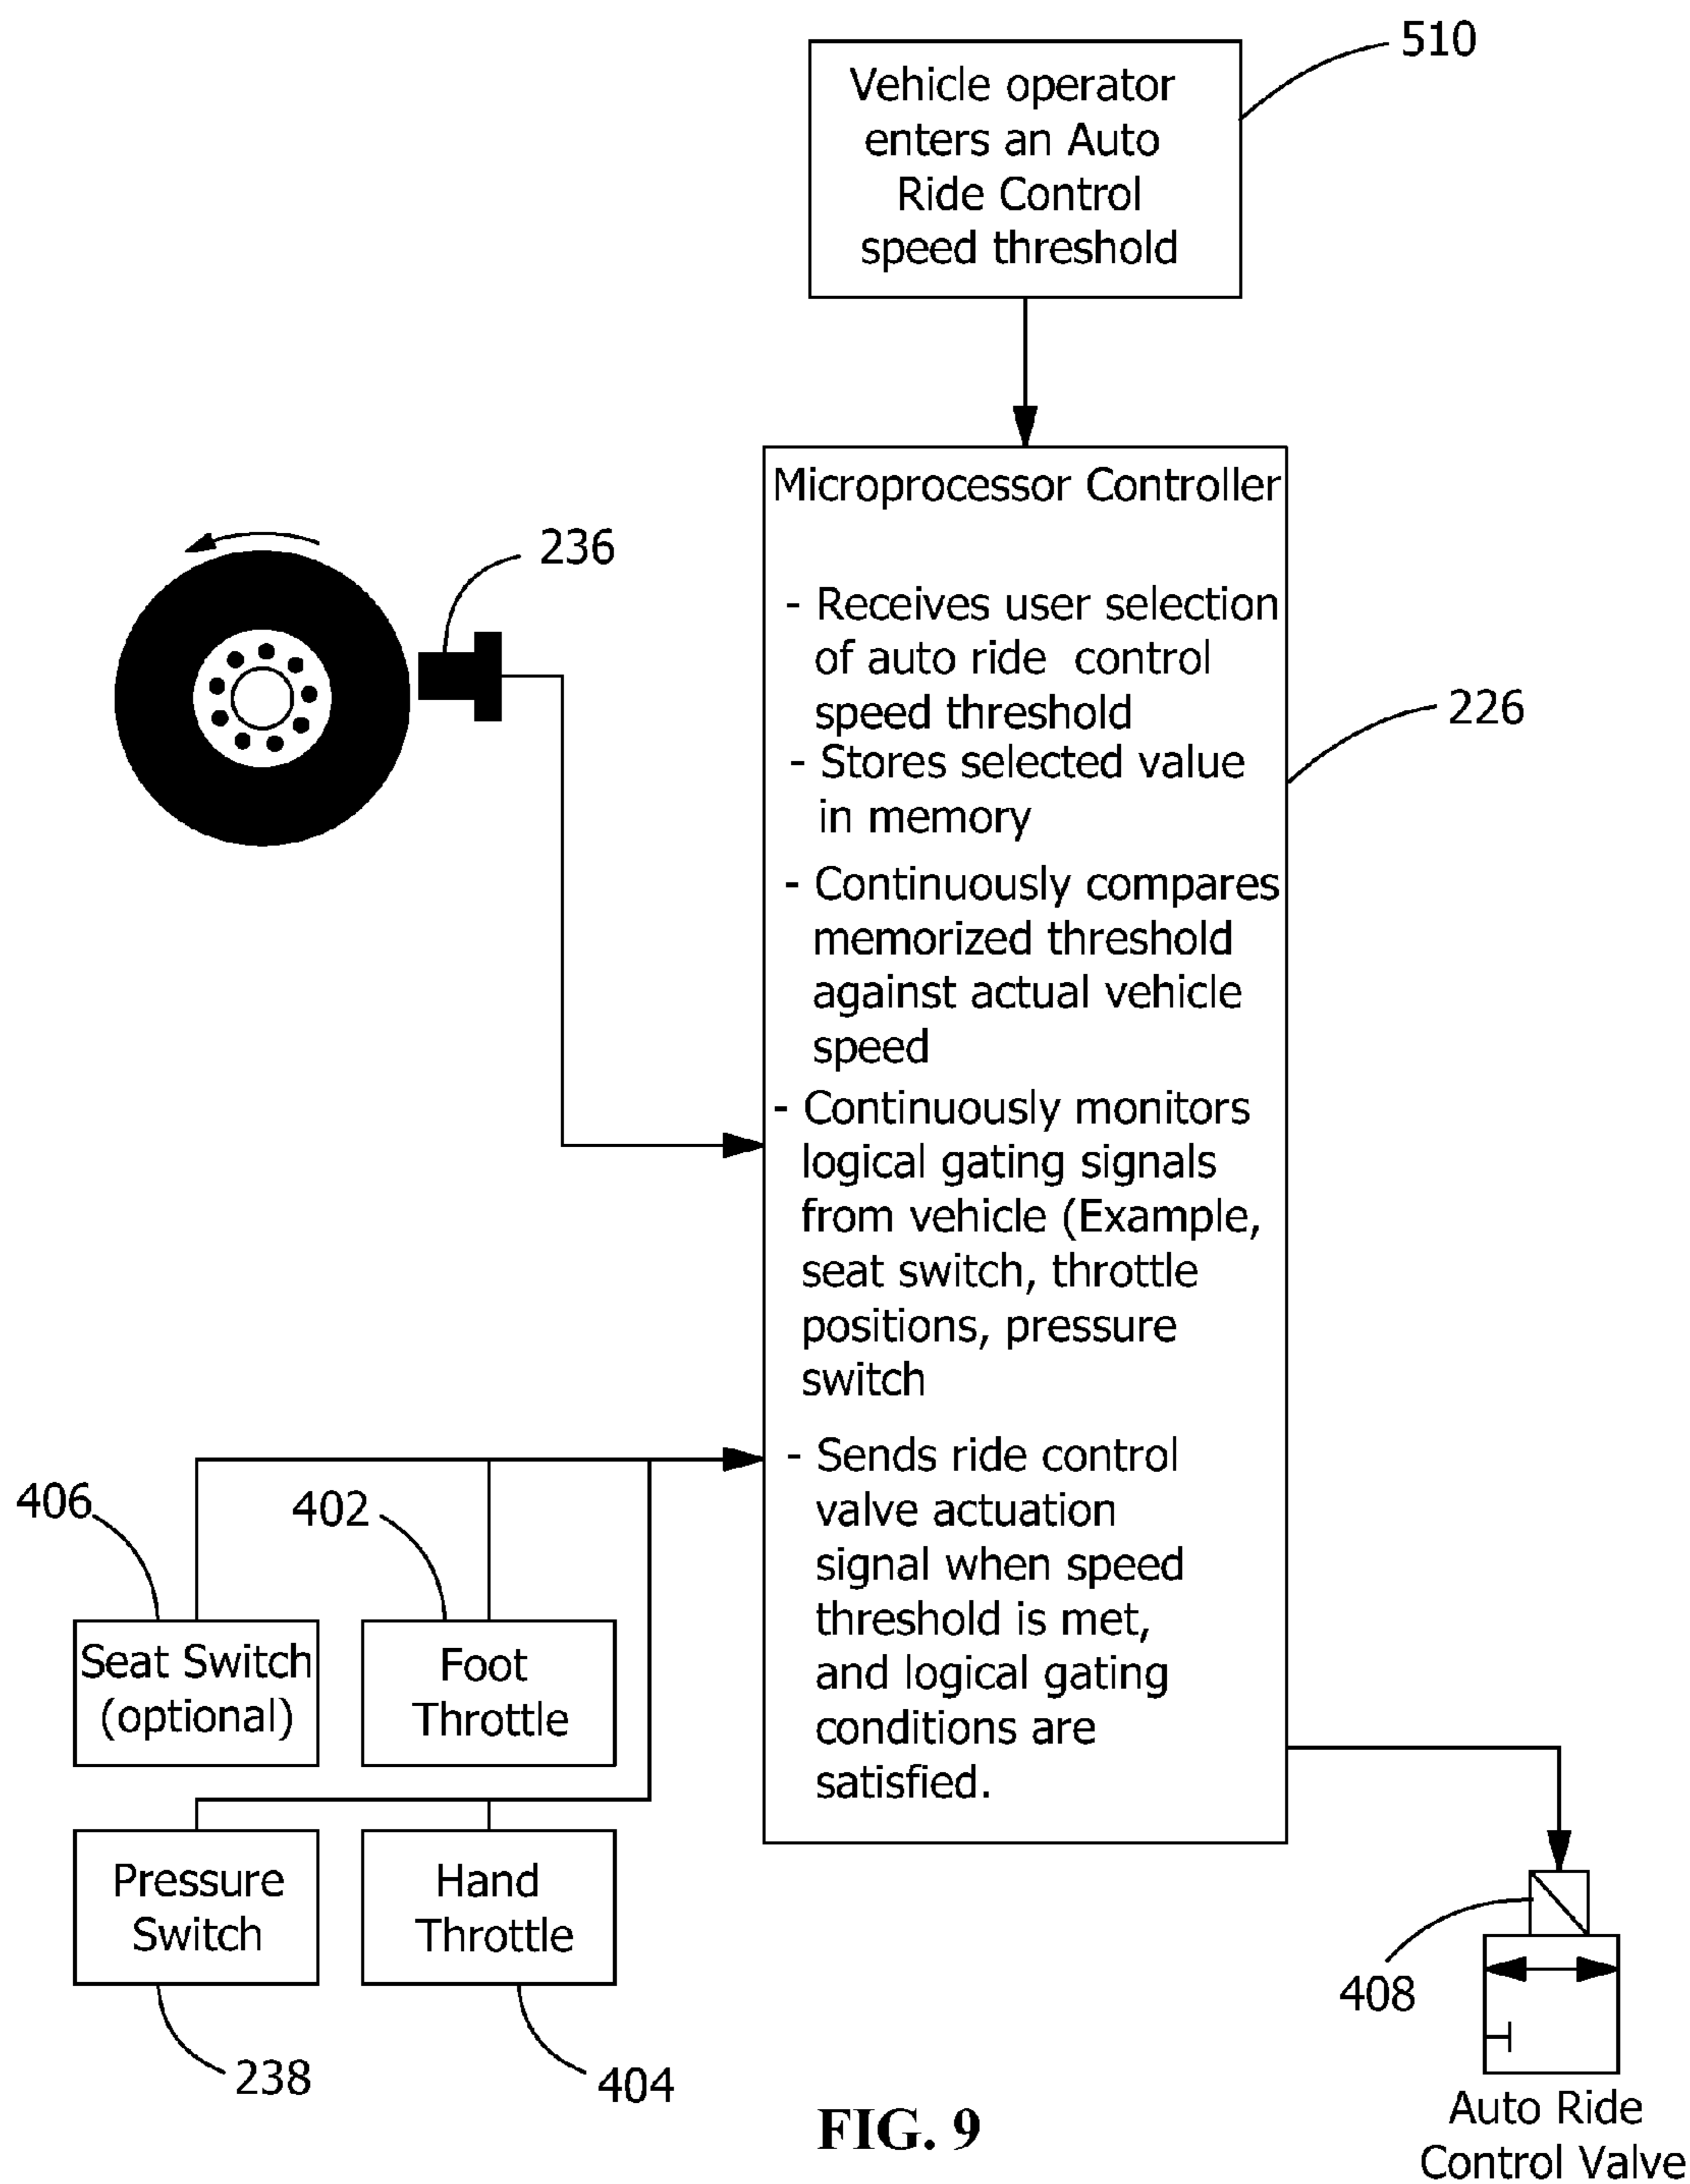 510
Vehicle operator
enters an Auto
Ride Control
speed threshold
Microprocessor Controller
236
- Receives user selection
of auto ride control
speed threshold
226
- Stores selected value
in memory
- Continuously compares
memorized threshold
against actual vehicle
speed
- Continuously monitors
logical gating signals
from vehicle (Example,
seat switch, throttle
positions, pressure
switch
- Sends ride control
valve actuation
signal when speed
threshold is met,
and logical gating
conditions are
satisfied.
406
402
Seat Switch
(optional)
Foot
Throttle
Pressure
Switch
Hand
Throttle
238
404
408
Auto Ride
Control Valve
FIG. 9